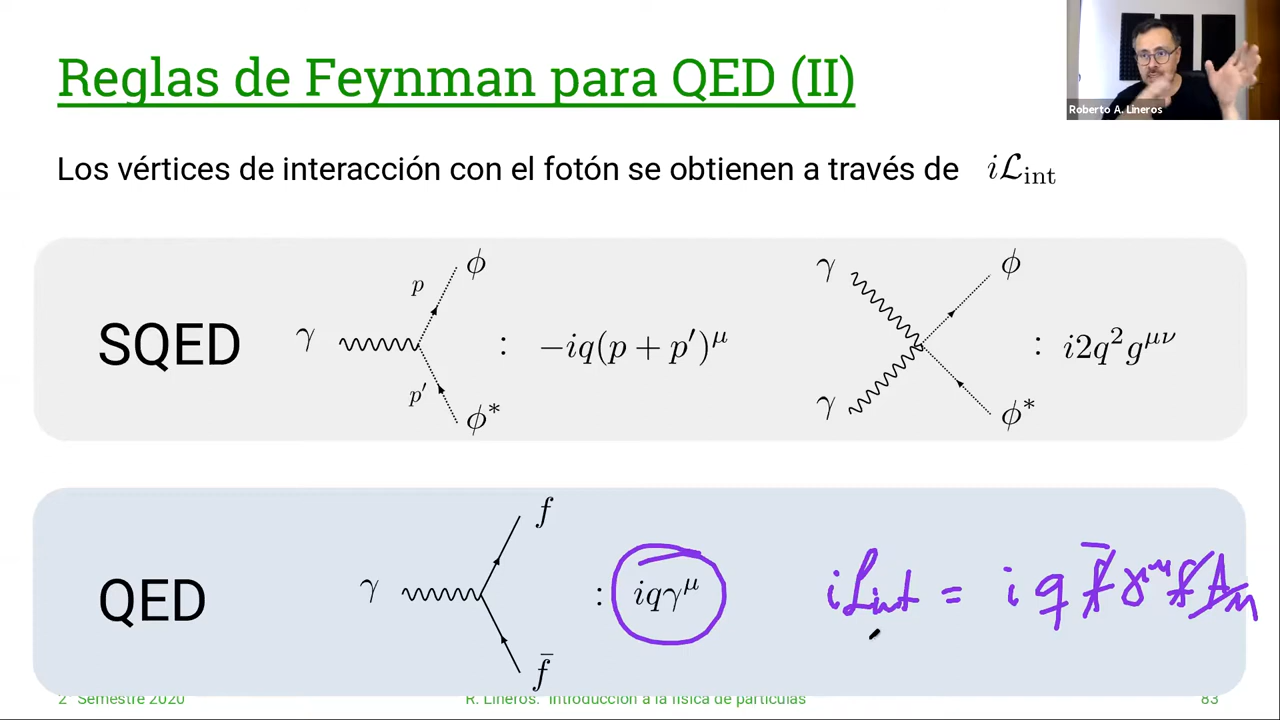 Reglas de Feynman para QED (II)
Roberto A. Lineros
Los vértices de interacción con el fotón se obtienen a través de iℒ_int
SQED
γ p p' ϕ ϕ* : −iq(p + p')^μ
γ γ ϕ ϕ* : i2q²g^{μν}
QED
γ f f̄ : iqγ^μ
iℒ_int = i q f̄ γ^μ f A_μ
2° Semestre 2020
R. Lineros. Introducción a la física de partículas
83